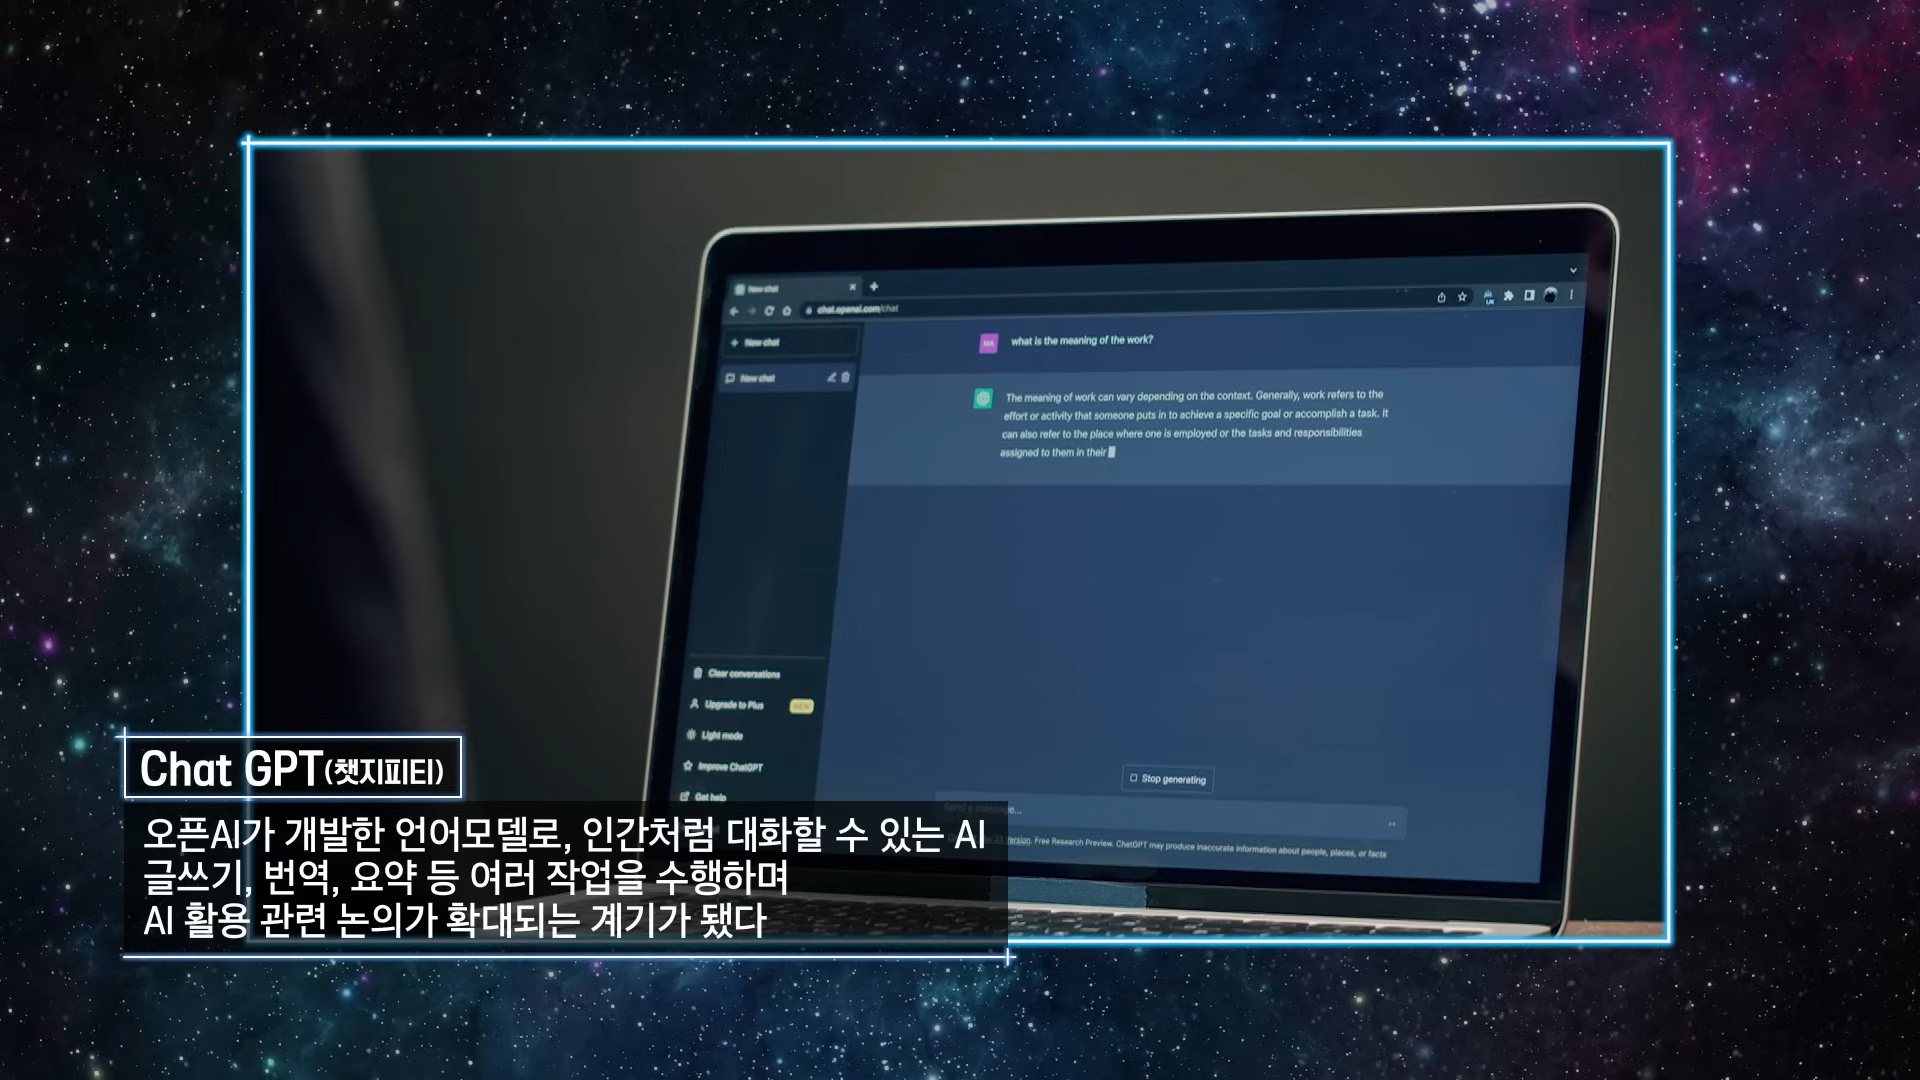 New chat
chat.openai.com/chat
New chat
New chat
MA
what is the meaning of the work?
The meaning of work can vary depending on the context. Generally, work refers to the
effort or activity that someone puts in to achieve a specific goal or accomplish a task. It
can also refer to the place where one is employed or the tasks and responsibilities
assigned to them in their
Clear conversations
Upgrade to Plus NEW
Light mode
Improve ChatGPT
Get help
Stop generating
Send a message...
Version. Free Research Preview. ChatGPT may produce inaccurate information about people, places, or facts
Chat GPT(챗지피티)
오픈AI가 개발한 언어모델로, 인간처럼 대화할 수 있는 AI
글쓰기, 번역, 요약 등 여러 작업을 수행하며
AI 활용 관련 논의가 확대되는 계기가 됐다